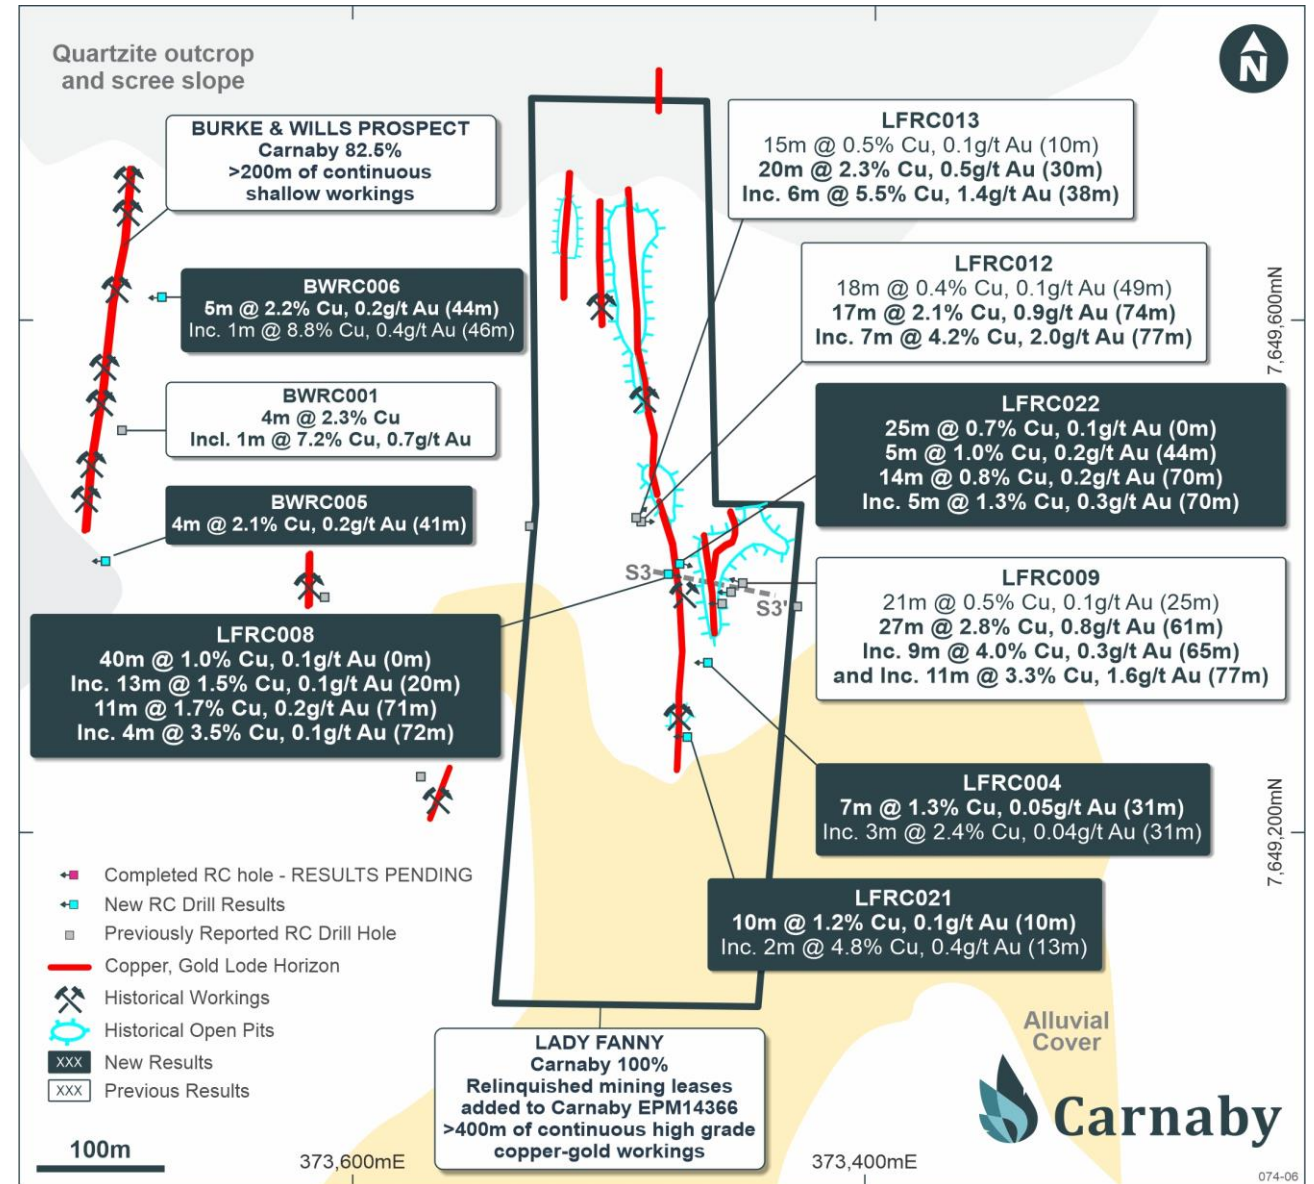 Quartzite outcrop
and scree slope
N
BURKE & WILLS PROSPECT
Carnaby 82.5%
>200m of continuous
shallow workings
LFRC013
15m @ 0.5% Cu, 0.1g/t Au (10m)
20m @ 2.3% Cu, 0.5g/t Au (30m)
Inc. 6m @ 5.5% Cu, 1.4g/t Au (38m)
LFRC012
18m @ 0.4% Cu, 0.1g/t Au (49m)
17m @ 2.1% Cu, 0.9g/t Au (74m)
Inc. 7m @ 4.2% Cu, 2.0g/t Au (77m)
BWRC006
5m @ 2.2% Cu, 0.2g/t Au (44m)
Inc. 1m @ 8.8% Cu, 0.4g/t Au (46m)
7,649,600mN
BWRC001
4m @ 2.3% Cu
Incl. 1m @ 7.2% Cu, 0.7g/t Au
LFRC022
25m @ 0.7% Cu, 0.1g/t Au (0m)
5m @ 1.0% Cu, 0.2g/t Au (44m)
14m @ 0.8% Cu, 0.2g/t Au (70m)
Inc. 5m @ 1.3% Cu, 0.3g/t Au (70m)
BWRC005
4m @ 2.1% Cu, 0.2g/t Au (41m)
S3
S3'
LFRC009
21m @ 0.5% Cu, 0.1g/t Au (25m)
27m @ 2.8% Cu, 0.8g/t Au (61m)
Inc. 9m @ 4.0% Cu, 0.3g/t Au (65m)
and Inc. 11m @ 3.3% Cu, 1.6g/t Au (77m)
LFRC008
40m @ 1.0% Cu, 0.1g/t Au (0m)
Inc. 13m @ 1.5% Cu, 0.1g/t Au (20m)
11m @ 1.7% Cu, 0.2g/t Au (71m)
Inc. 4m @ 3.5% Cu, 0.1g/t Au (72m)
LFRC004
7m @ 1.3% Cu, 0.05g/t Au (31m)
Inc. 3m @ 2.4% Cu, 0.04g/t Au (31m)
7,649,200mN
LFRC021
10m @ 1.2% Cu, 0.1g/t Au (10m)
Inc. 2m @ 4.8% Cu, 0.4g/t Au (13m)
Completed RC hole - RESULTS PENDING
New RC Drill Results
Previously Reported RC Drill Hole
Copper, Gold Lode Horizon
Historical Workings
Historical Open Pits
XXX New Results
XXX Previous Results
LADY FANNY
Carnaby 100%
Relinquished mining leases
added to Carnaby EPM14366
>400m of continuous high grade
copper-gold workings
Alluvial
Cover
Carnaby
100m
373,600mE
373,400mE
074-06